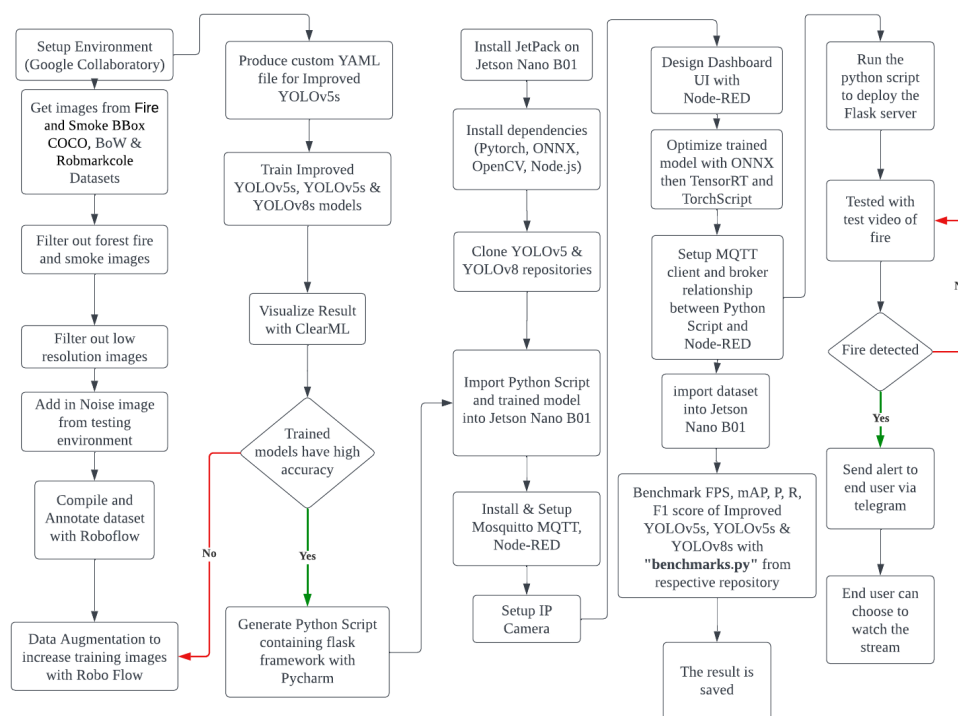 Setup Environment
(Google Collaboratory)
Get images from Fire
and Smoke BBox
COCO, BoW &
Robmarkcole
Datasets
Filter out forest fire
and smoke images
Filter out low
resolution images
Add in Noise image
from testing
environment
Compile and
Annotate dataset
with Roboflow
Data Augmentation to
increase training images
with Robo Flow
Produce custom YAML
file for Improved
YOLOv5s
Train Improved
YOLOv5s, YOLOv5s &
YOLOv8s models
Visualize Result
with ClearML
Trained
models have high
accuracy
No
Yes
Generate Python Script
containing flask
framework with
Pycharm
Install JetPack on
Jetson Nano B01
Install dependencies
(Pytorch, ONNX,
OpenCV, Node.js)
Clone YOLOv5 &
YOLOv8 repositories
Import Python Script
and trained model
into Jetson Nano B01
Install & Setup
Mosquitto MQTT,
Node-RED
Setup IP
Camera
Design Dashboard
UI with
Node-RED
Optimize trained
model with ONNX
then TensorRT and
TorchScript
Setup MQTT
client and broker
relationship
between Python
Script and
Node-RED
import dataset
into Jetson
Nano B01
Benchmark FPS, mAP, P, R,
F1 score of Improved
YOLOv5s, YOLOv5s &
YOLOv8s with
"benchmarks.py" from
respective repository
The result is
saved
Run the
python script
to deploy the
Flask server
Tested with
test video of
fire
Fire detected
Yes
Send alert to
end user via
telegram
End user can
choose to
watch the
stream